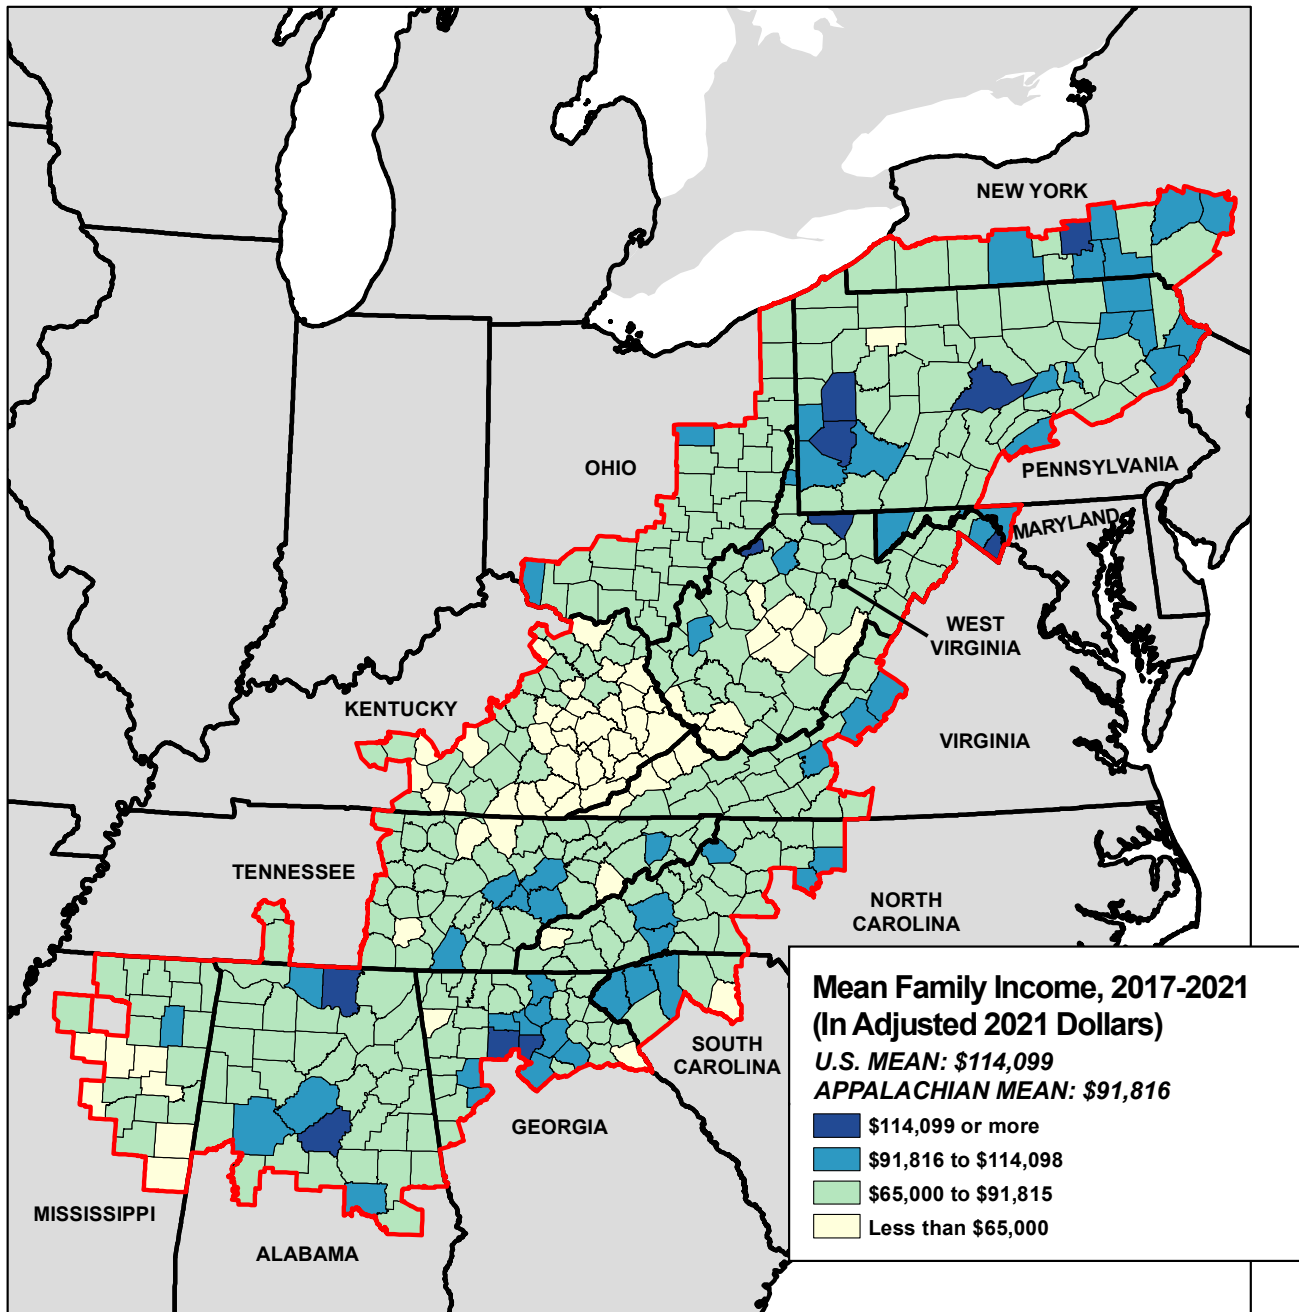 NEW YORK
OHIO
PENNSYLVANIA
MARYLAND
WEST
VIRGINIA
KENTUCKY
VIRGINIA
TENNESSEE
NORTH
CAROLINA
SOUTH
CAROLINA
GEORGIA
MISSISSIPPI
ALABAMA
Mean Family Income, 2017-2021
(In Adjusted 2021 Dollars)
U.S. MEAN: $114,099
APPALACHIAN MEAN: $91,816
$114,099 or more
$91,816 to $114,098
$65,000 to $91,815
Less than $65,000